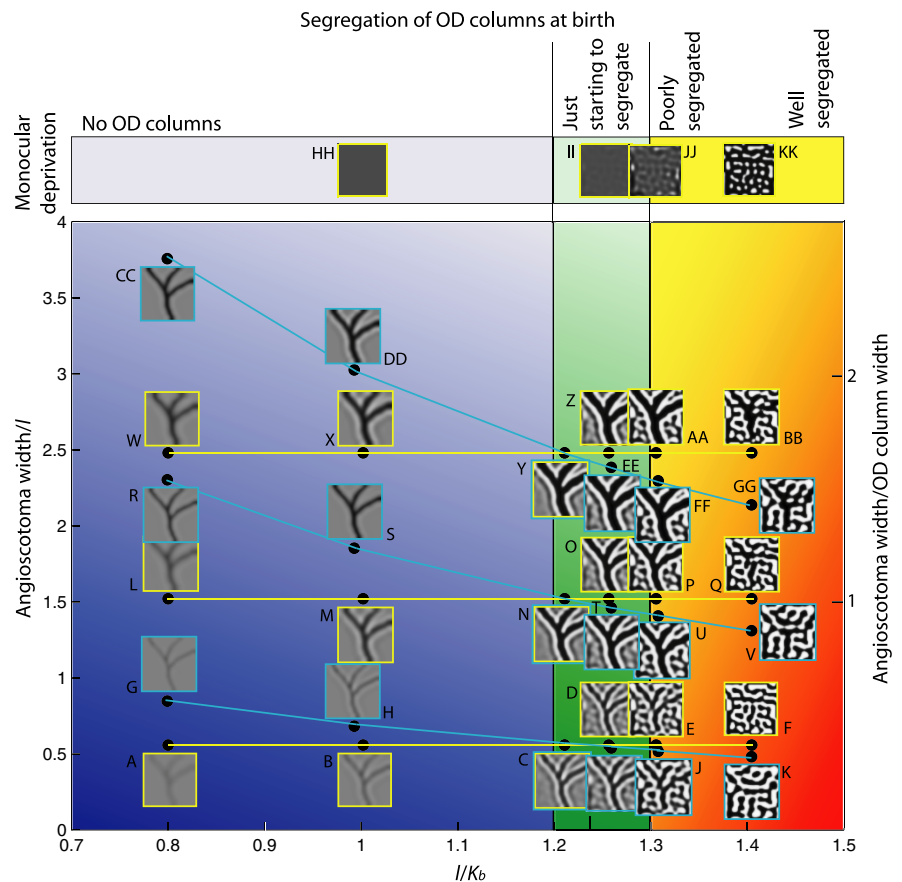 Segregation of OD columns at birth
Monocular
deprivation
No OD columns
Just
starting to
segregate
Poorly
segregated
Well
segregated
HH
II
JJ
KK
4
3.5
3
2.5
2
1.5
1
0.5
0
Angioscotoma width/l
CC
DD
W
X
Z
AA
BB
R
S
Y
EE
FF
GG
L
M
O
P
Q
N
T
U
V
G
H
D
E
F
A
B
C
J
K
2
1
Angioscotoma width/OD column width
0.7
0.8
0.9
1
1.1
1.2
1.3
1.4
1.5
l/Kb